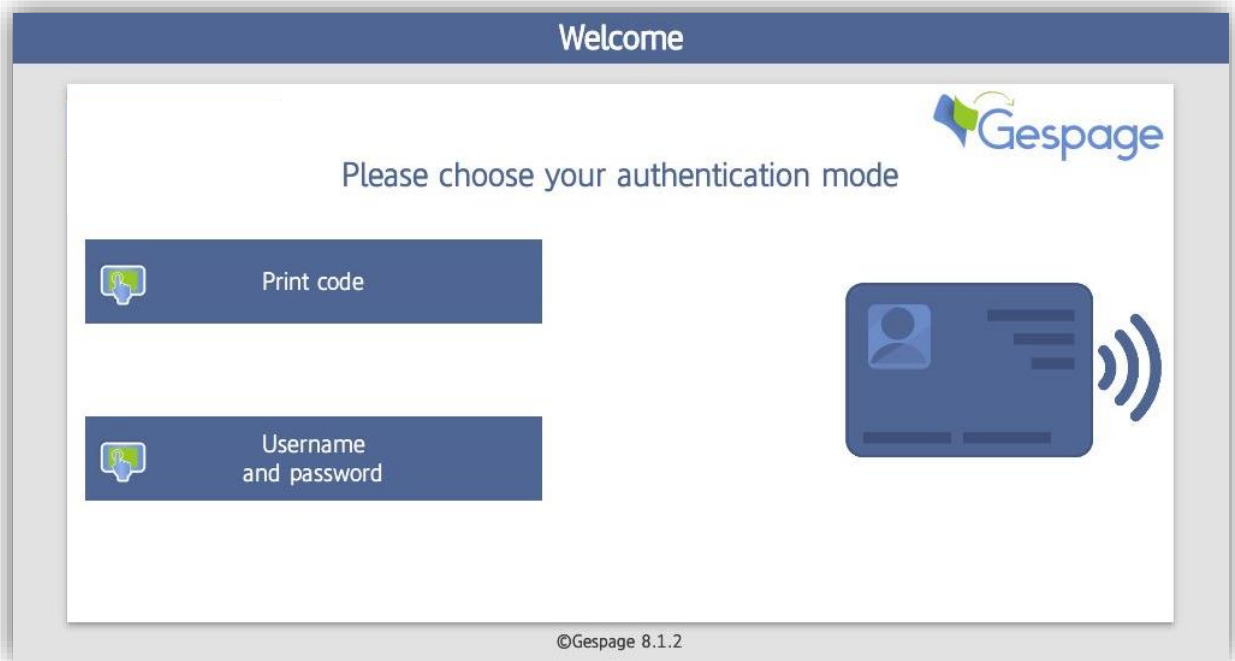 Welcome
Gespage
Please choose your authentication mode
Print code
Username
and password
©Gespage 8.1.2